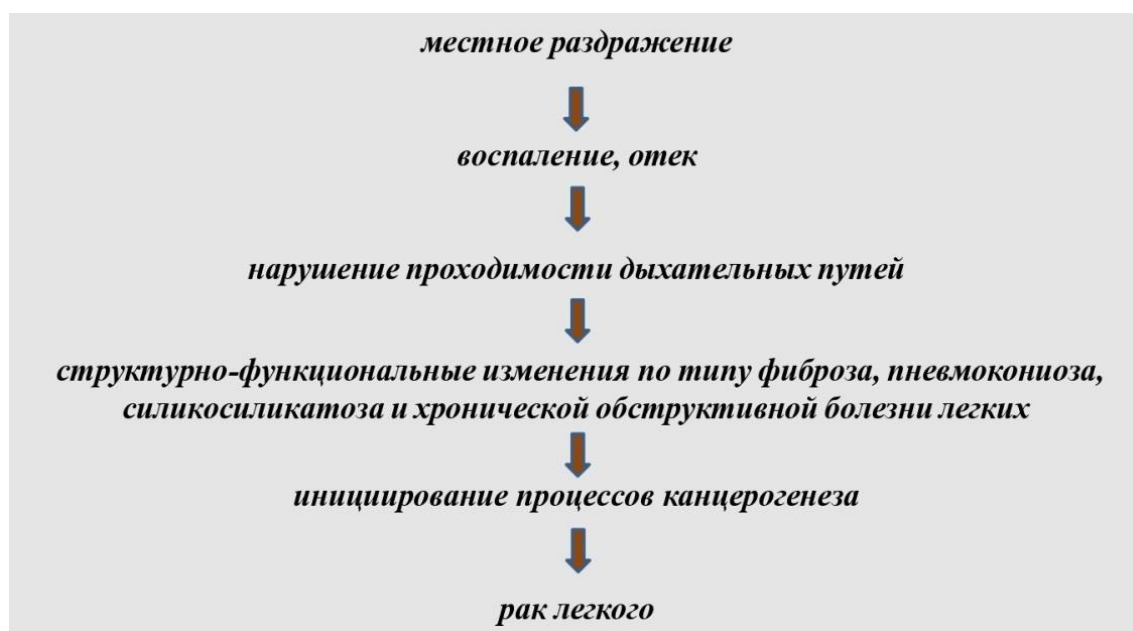 местное раздражение
воспаление, отек
нарушение проходимости дыхательных путей
структурно-функциональные изменения по типу фиброза, пневмокониоза,
силикосиликатоза и хронической обструктивной болезни легких
инициирование процессов канцерогенеза
рак легкого